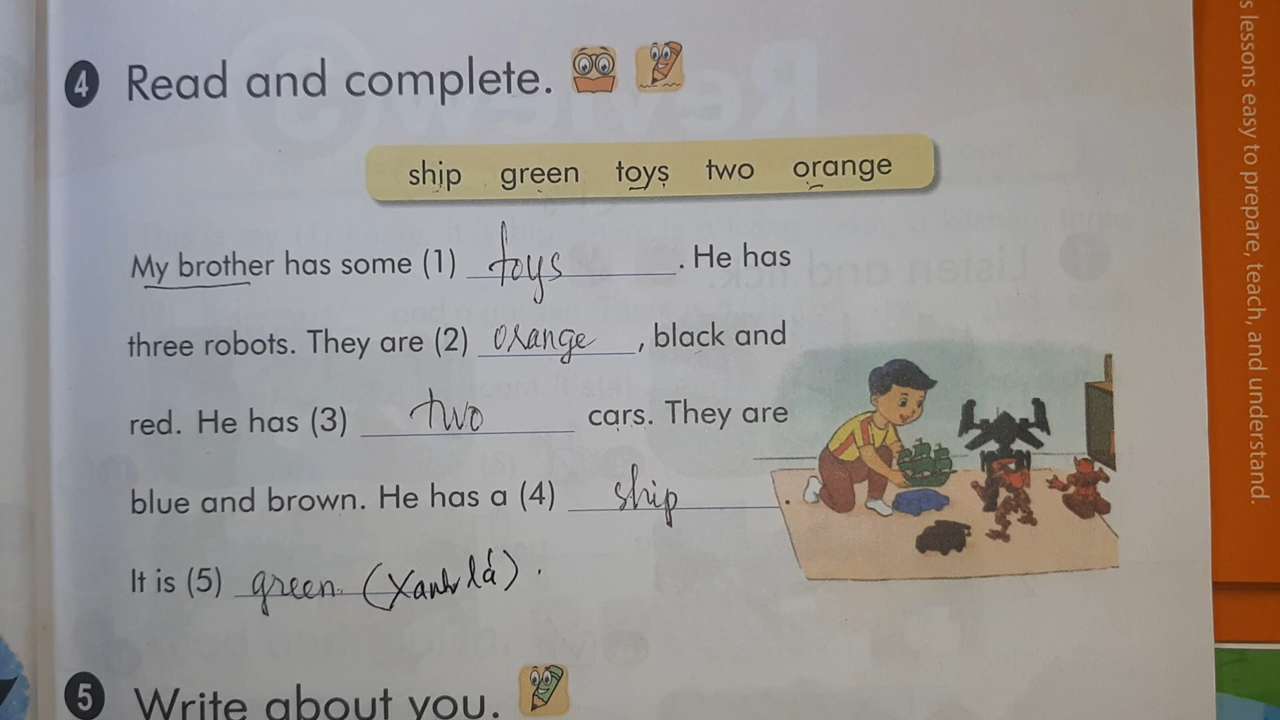 4 Read and complete.
ship green toys two orange
My brother has some (1) toys. He has
three robots. They are (2) orange, black and
red. He has (3) two cars. They are
blue and brown. He has a (4) ship.
It is (5) green. (xanh lá).
5 Write about you.
s lessons easy to prepare, teach, and understand.